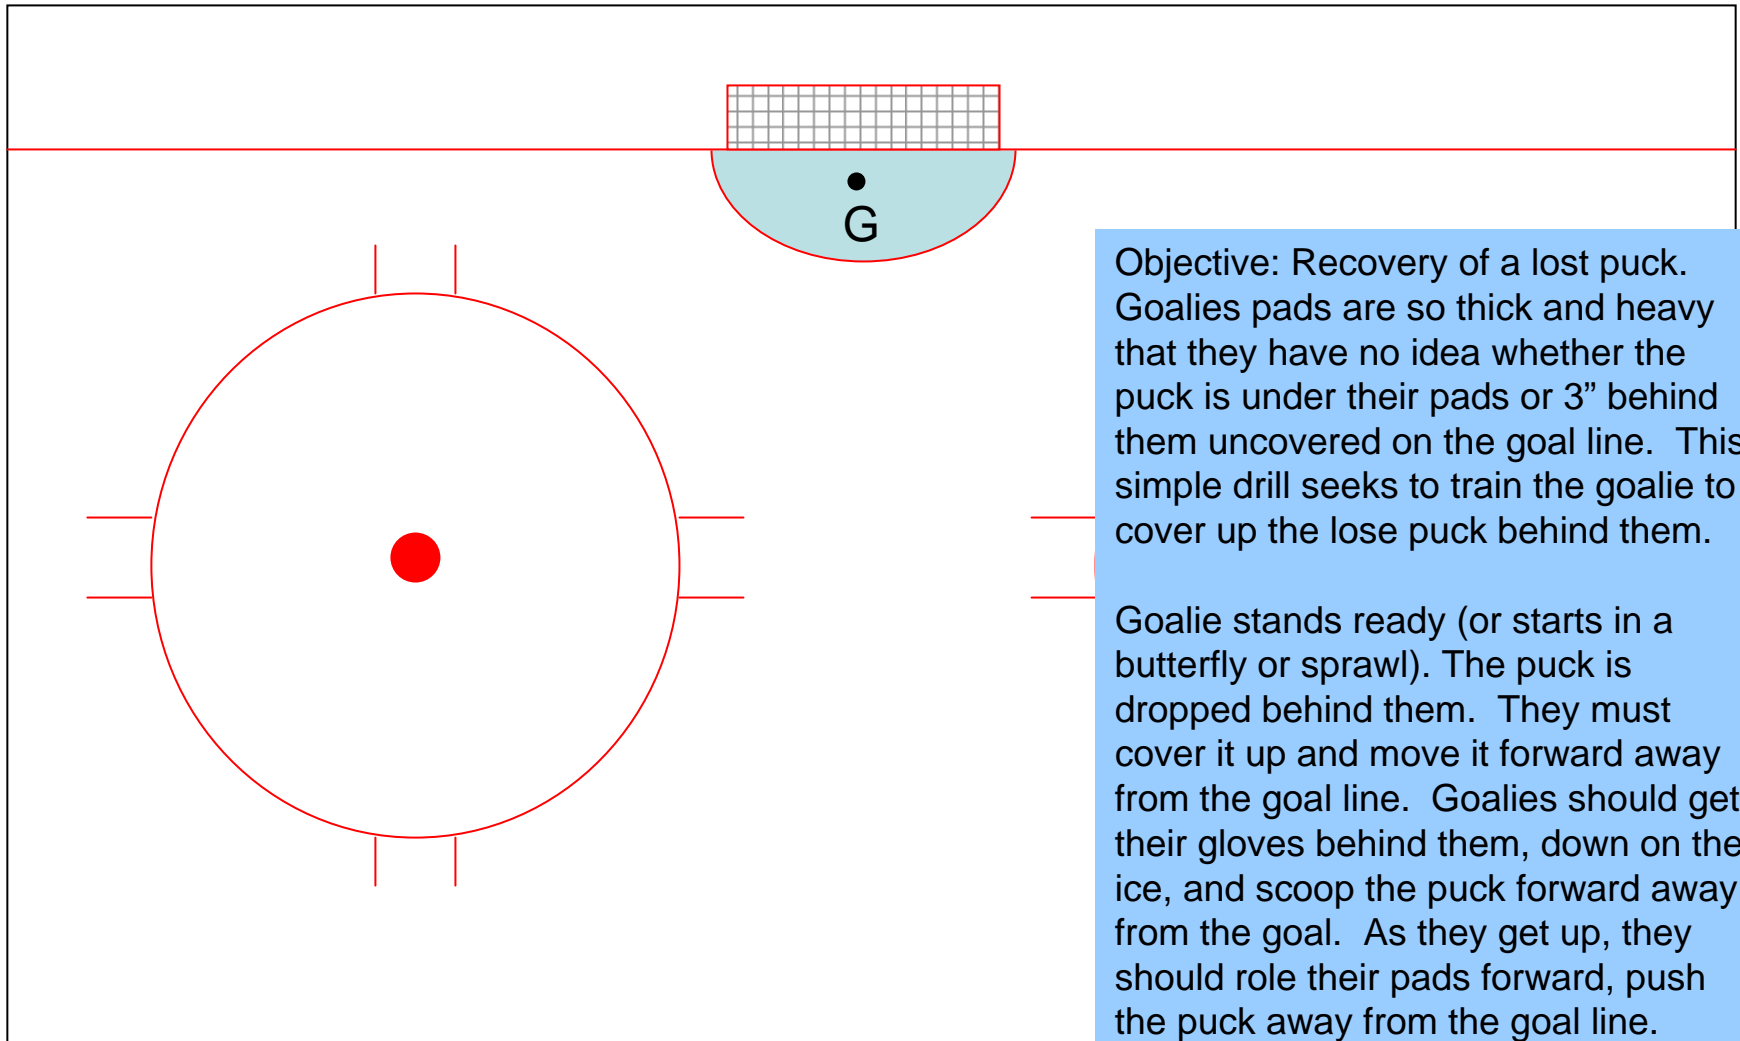 G
Objective: Recovery of a lost puck.
Goalies pads are so thick and heavy
that they have no idea whether the
puck is under their pads or 3” behind
them uncovered on the goal line.  This
simple drill seeks to train the goalie to
cover up the lose puck behind them.
Goalie stands ready (or starts in a
butterfly or sprawl). The puck is
dropped behind them.  They must
cover it up and move it forward away
from the goal line.  Goalies should get
their gloves behind them, down on the
ice, and scoop the puck forward away
from the goal.  As they get up, they
should role their pads forward, push
the puck away from the goal line.